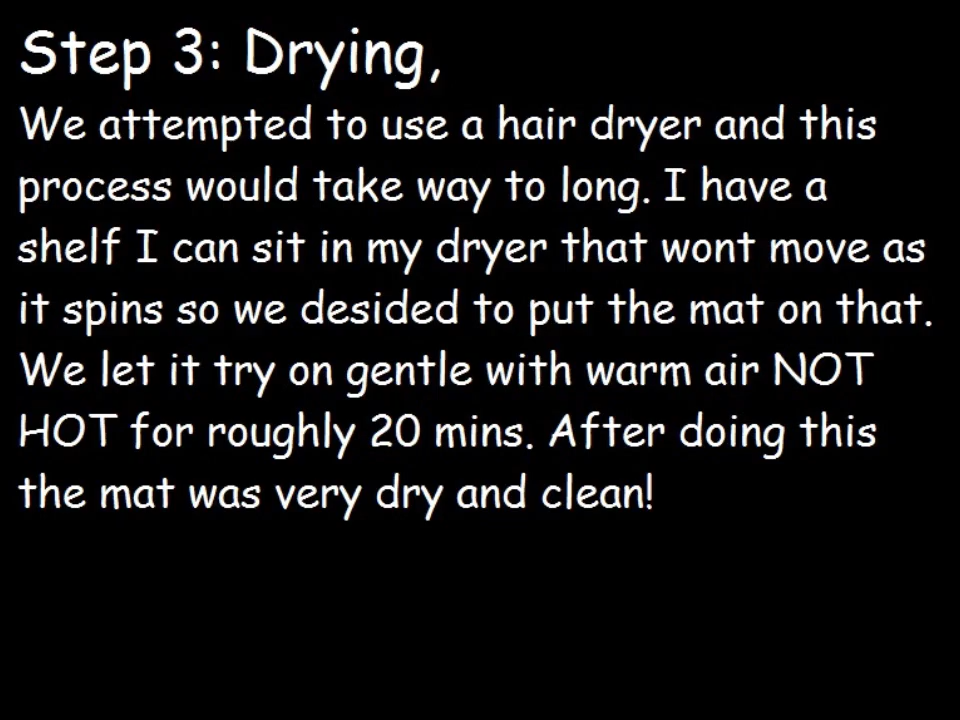 Step 3: Drying,
We attempted to use a hair dryer and this
process would take way to long. I have a
shelf I can sit in my dryer that wont move as
it spins so we desided to put the mat on that.
We let it try on gentle with warm air NOT
HOT for roughly 20 mins. After doing this
the mat was very dry and clean!